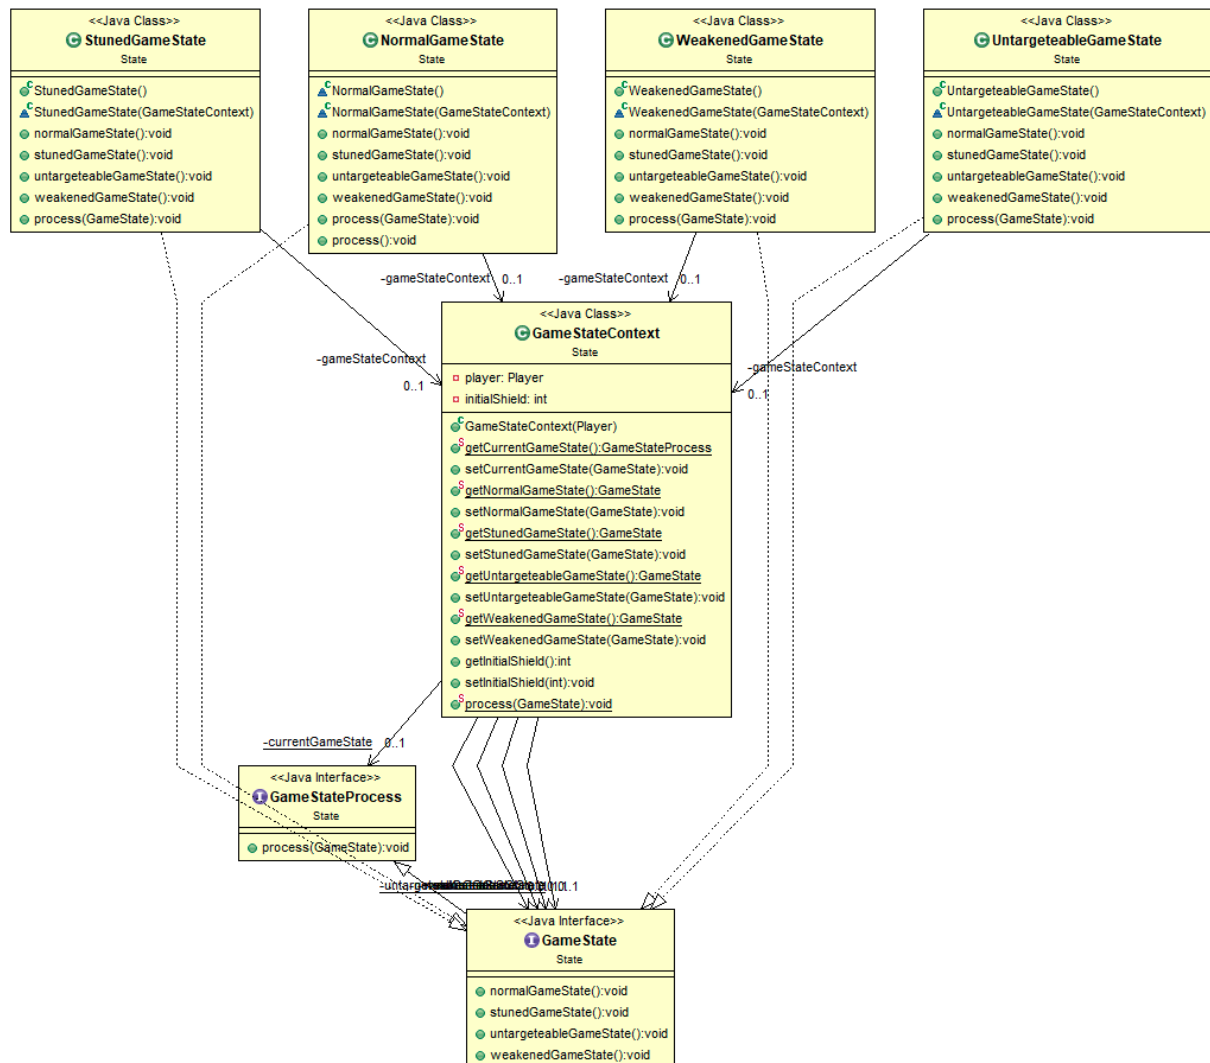 <<Java Class>>
StunedGameState
State
StunedGameState()
StunedGameState(GameStateContext)
normalGameState():void
stunedGameState():void
untargeteableGameState():void
weakenedGameState():void
process(GameState):void
<<Java Class>>
NormalGameState
State
NormalGameState()
NormalGameState(GameStateContext)
normalGameState():void
stunedGameState():void
untargeteableGameState():void
weakenedGameState():void
process(GameState):void
process():void
<<Java Class>>
WeakenedGameState
State
WeakenedGameState()
WeakenedGameState(GameStateContext)
normalGameState():void
stunedGameState():void
untargeteableGameState():void
weakenedGameState():void
process(GameState):void
<<Java Class>>
UntargeteableGameState
State
UntargeteableGameState()
UntargeteableGameState(GameStateContext)
normalGameState():void
stunedGameState():void
untargeteableGameState():void
weakenedGameState():void
process(GameState):void
-gameStateContext 0..1
-gameStateContext 0..1
-gameStateContext
0..1
-gameStateContext
0..1
<<Java Class>>
GameStateContext
State
player: Player
initialShield: int
GameStateContext(Player)
getCurrentGameState():GameStateProcess
setCurrentGameState(GameState):void
getNormalGameState():GameState
setNormalGameState(GameState):void
getStunedGameState():GameState
setStunedGameState(GameState):void
getUntargeteableGameState():GameState
setUntargeteableGameState(GameState):void
getWeakenedGameState():GameState
setWeakenedGameState(GameState):void
getInitialShield():int
setInitialShield(int):void
process(GameState):void
-currentGameState 0..1
<<Java Interface>>
GameStateProcess
State
process(GameState):void
<<Java Interface>>
GameState
State
normalGameState():void
stunedGameState():void
untargeteableGameState():void
weakenedGameState():void